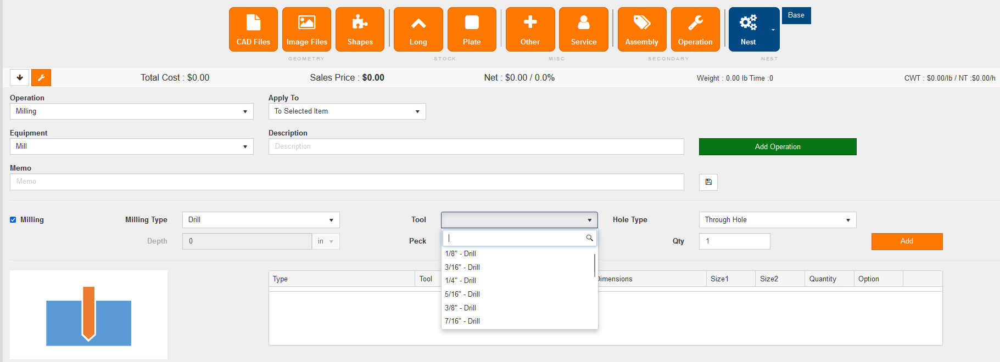 CAD Files
Image Files
Shapes
Long
Plate
Other
Service
Assembly
Operation
Nest
Base
GEOMETRY
STOCK
MISC
SECONDARY
NEST
Total Cost : $0.00
Sales Price : $0.00
Net : $0.00 / 0.0%
Weight : 0.00 lb Time :0
CWT : $0.00/lb / NT :$0.00/h
Operation
Apply To
Milling
To Selected Item
Equipment
Description
Mill
Description
Add Operation
Memo
Memo
Milling
Milling Type
Drill
Tool
Hole Type
Through Hole
Depth
0
in
Peck
Qty
1
Add
1/8" - Drill
3/16" - Drill
1/4" - Drill
5/16" - Drill
3/8" - Drill
7/16" - Drill
Type
Tool
Dimensions
Size1
Size2
Quantity
Option